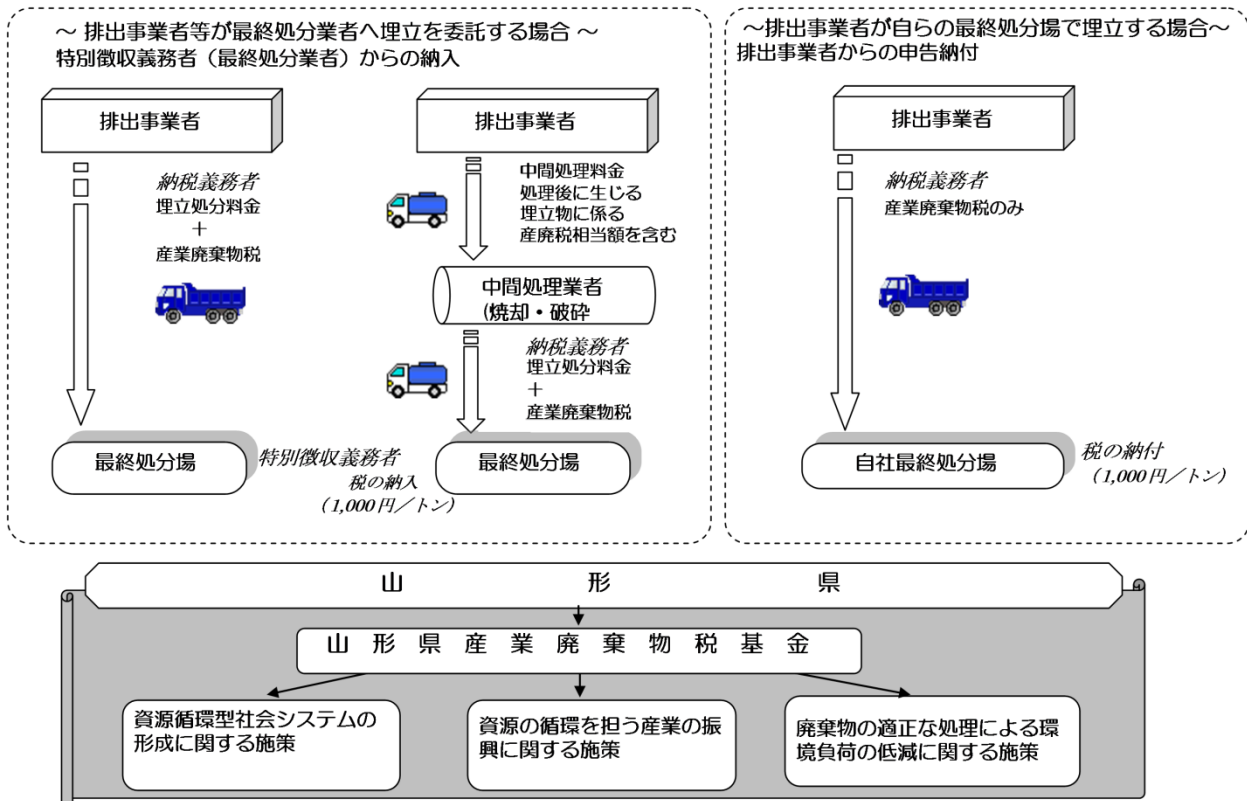 ～ 排出事業者等が最終処分業者へ埋立を委託する場合 ～
特別徴収義務者（最終処分業者）からの納入
排出事業者
納税義務者
埋立処分料金
＋
産業廃棄物税
最終処分場
特別徴収義務者
税の納入
（1,000円／トン）
排出事業者
中間処理料金
処理後に生じる
埋立物に係る
産廃税相当額を含む
中間処理業者
(焼却・破砕
納税義務者
埋立処分料金
＋
産業廃棄物税
最終処分場
～排出事業者が自らの最終処分場で埋立する場合～
排出事業者からの申告納付
排出事業者
納税義務者
産業廃棄物税のみ
自社最終処分場
税の納付
（1,000円／トン）
山形県
山形県産業廃棄物税基金
資源循環型社会システムの
形成に関する施策
資源の循環を担う産業の振
興に関する施策
廃棄物の適正な処理による環
境負荷の低減に関する施策